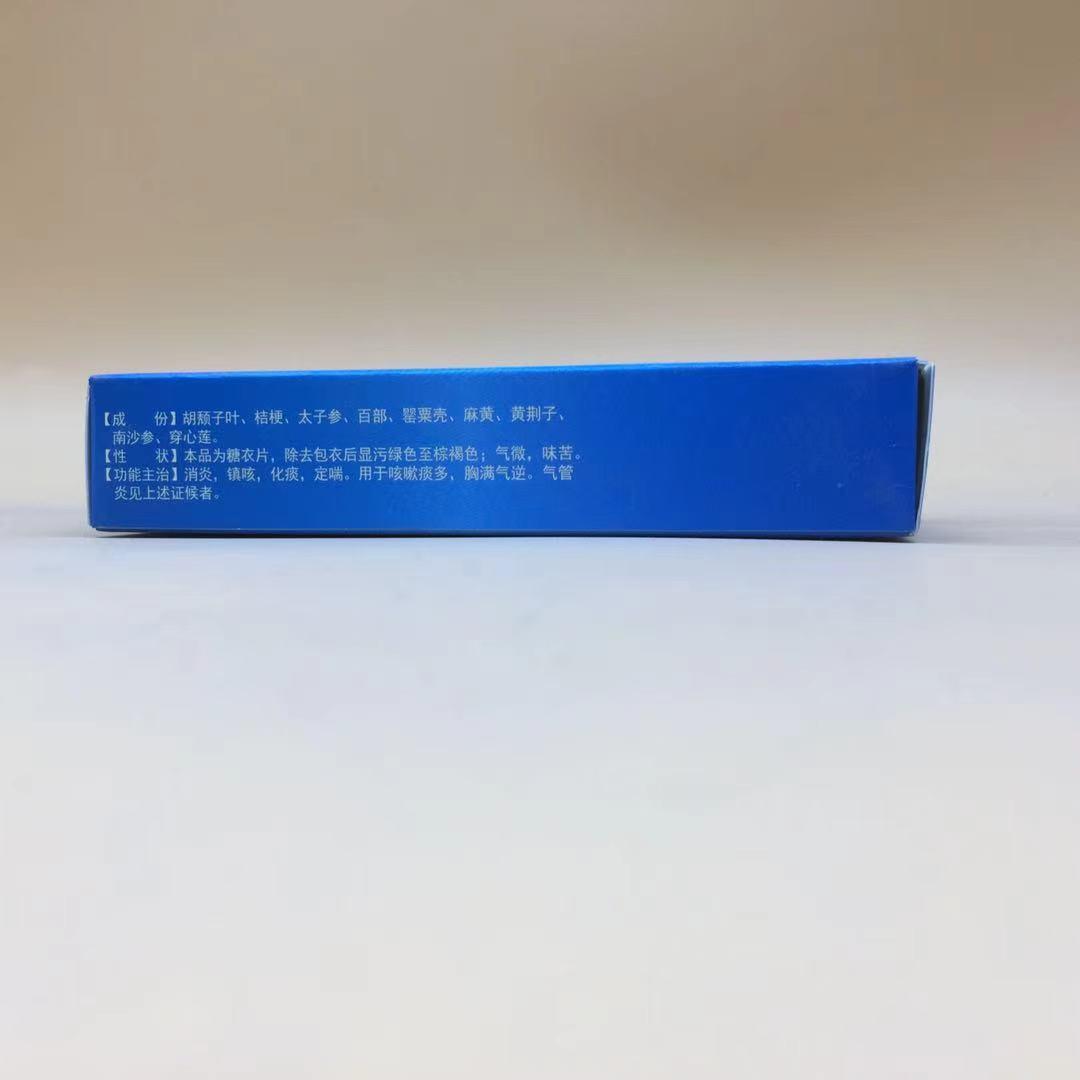 【成　　份】胡颓子叶、桔梗、太子参、百部、罂粟壳、麻黄、黄荆子、
南沙参、穿心莲。
【性　　状】本品为糖衣片，除去包衣后显污绿色至棕褐色；气微，味苦。
【功能主治】消炎，镇咳，化痰，定喘。用于咳嗽痰多，胸满气逆。气管
炎见上述证候者。